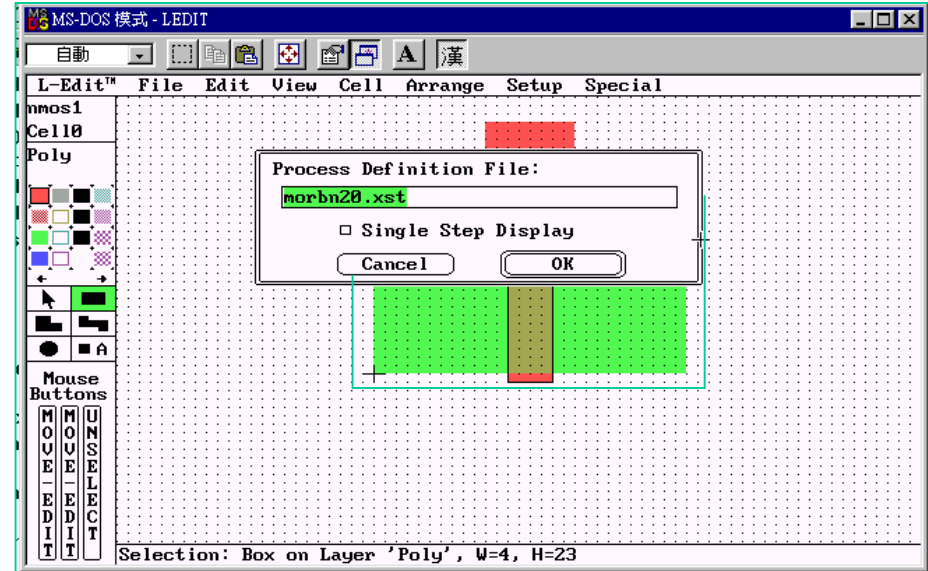 MS-DOS 模式 - LEDIT
自動
A 漢
L-Edit™ File Edit View Cell Arrange Setup Special
nmos1
Cell0
Poly
Process Definition File:
morbn20.xst
Single Step Display
Cancel OK
A
Mouse
Buttons
MOVE-EDIT
MOVE-EDIT
UNSELECT
Selection: Box on Layer 'Poly', W=4, H=23